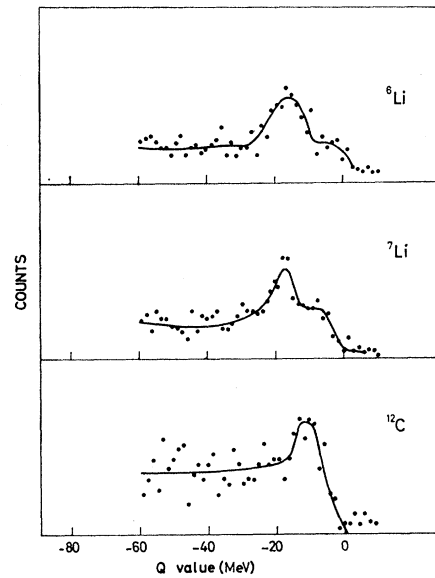 ⁶Li
⁷Li
COUNTS
¹²C
-80 -60 -40 -20 0
Q value (MeV)